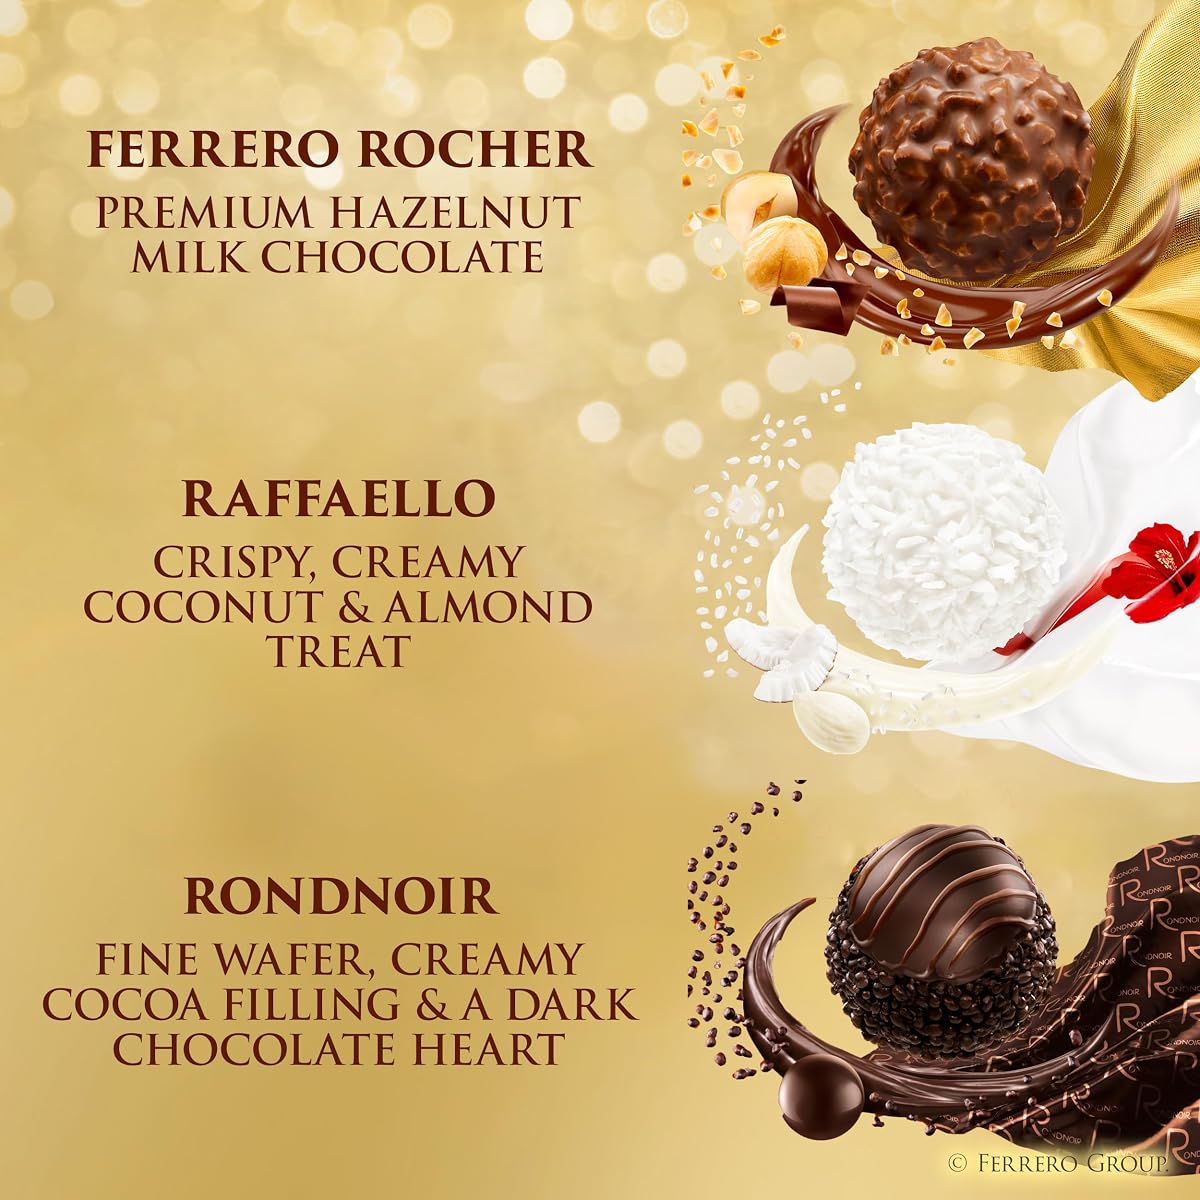 FERRERO ROCHER
PREMIUM HAZELNUT
MILK CHOCOLATE
RAFFAELLO
CRISPY, CREAMY
COCONUT & ALMOND
TREAT
RONDNOIR
FINE WAFER, CREAMY
COCOA FILLING & A DARK
CHOCOLATE HEART
RONDNOIR
© FERRERO GROUP.